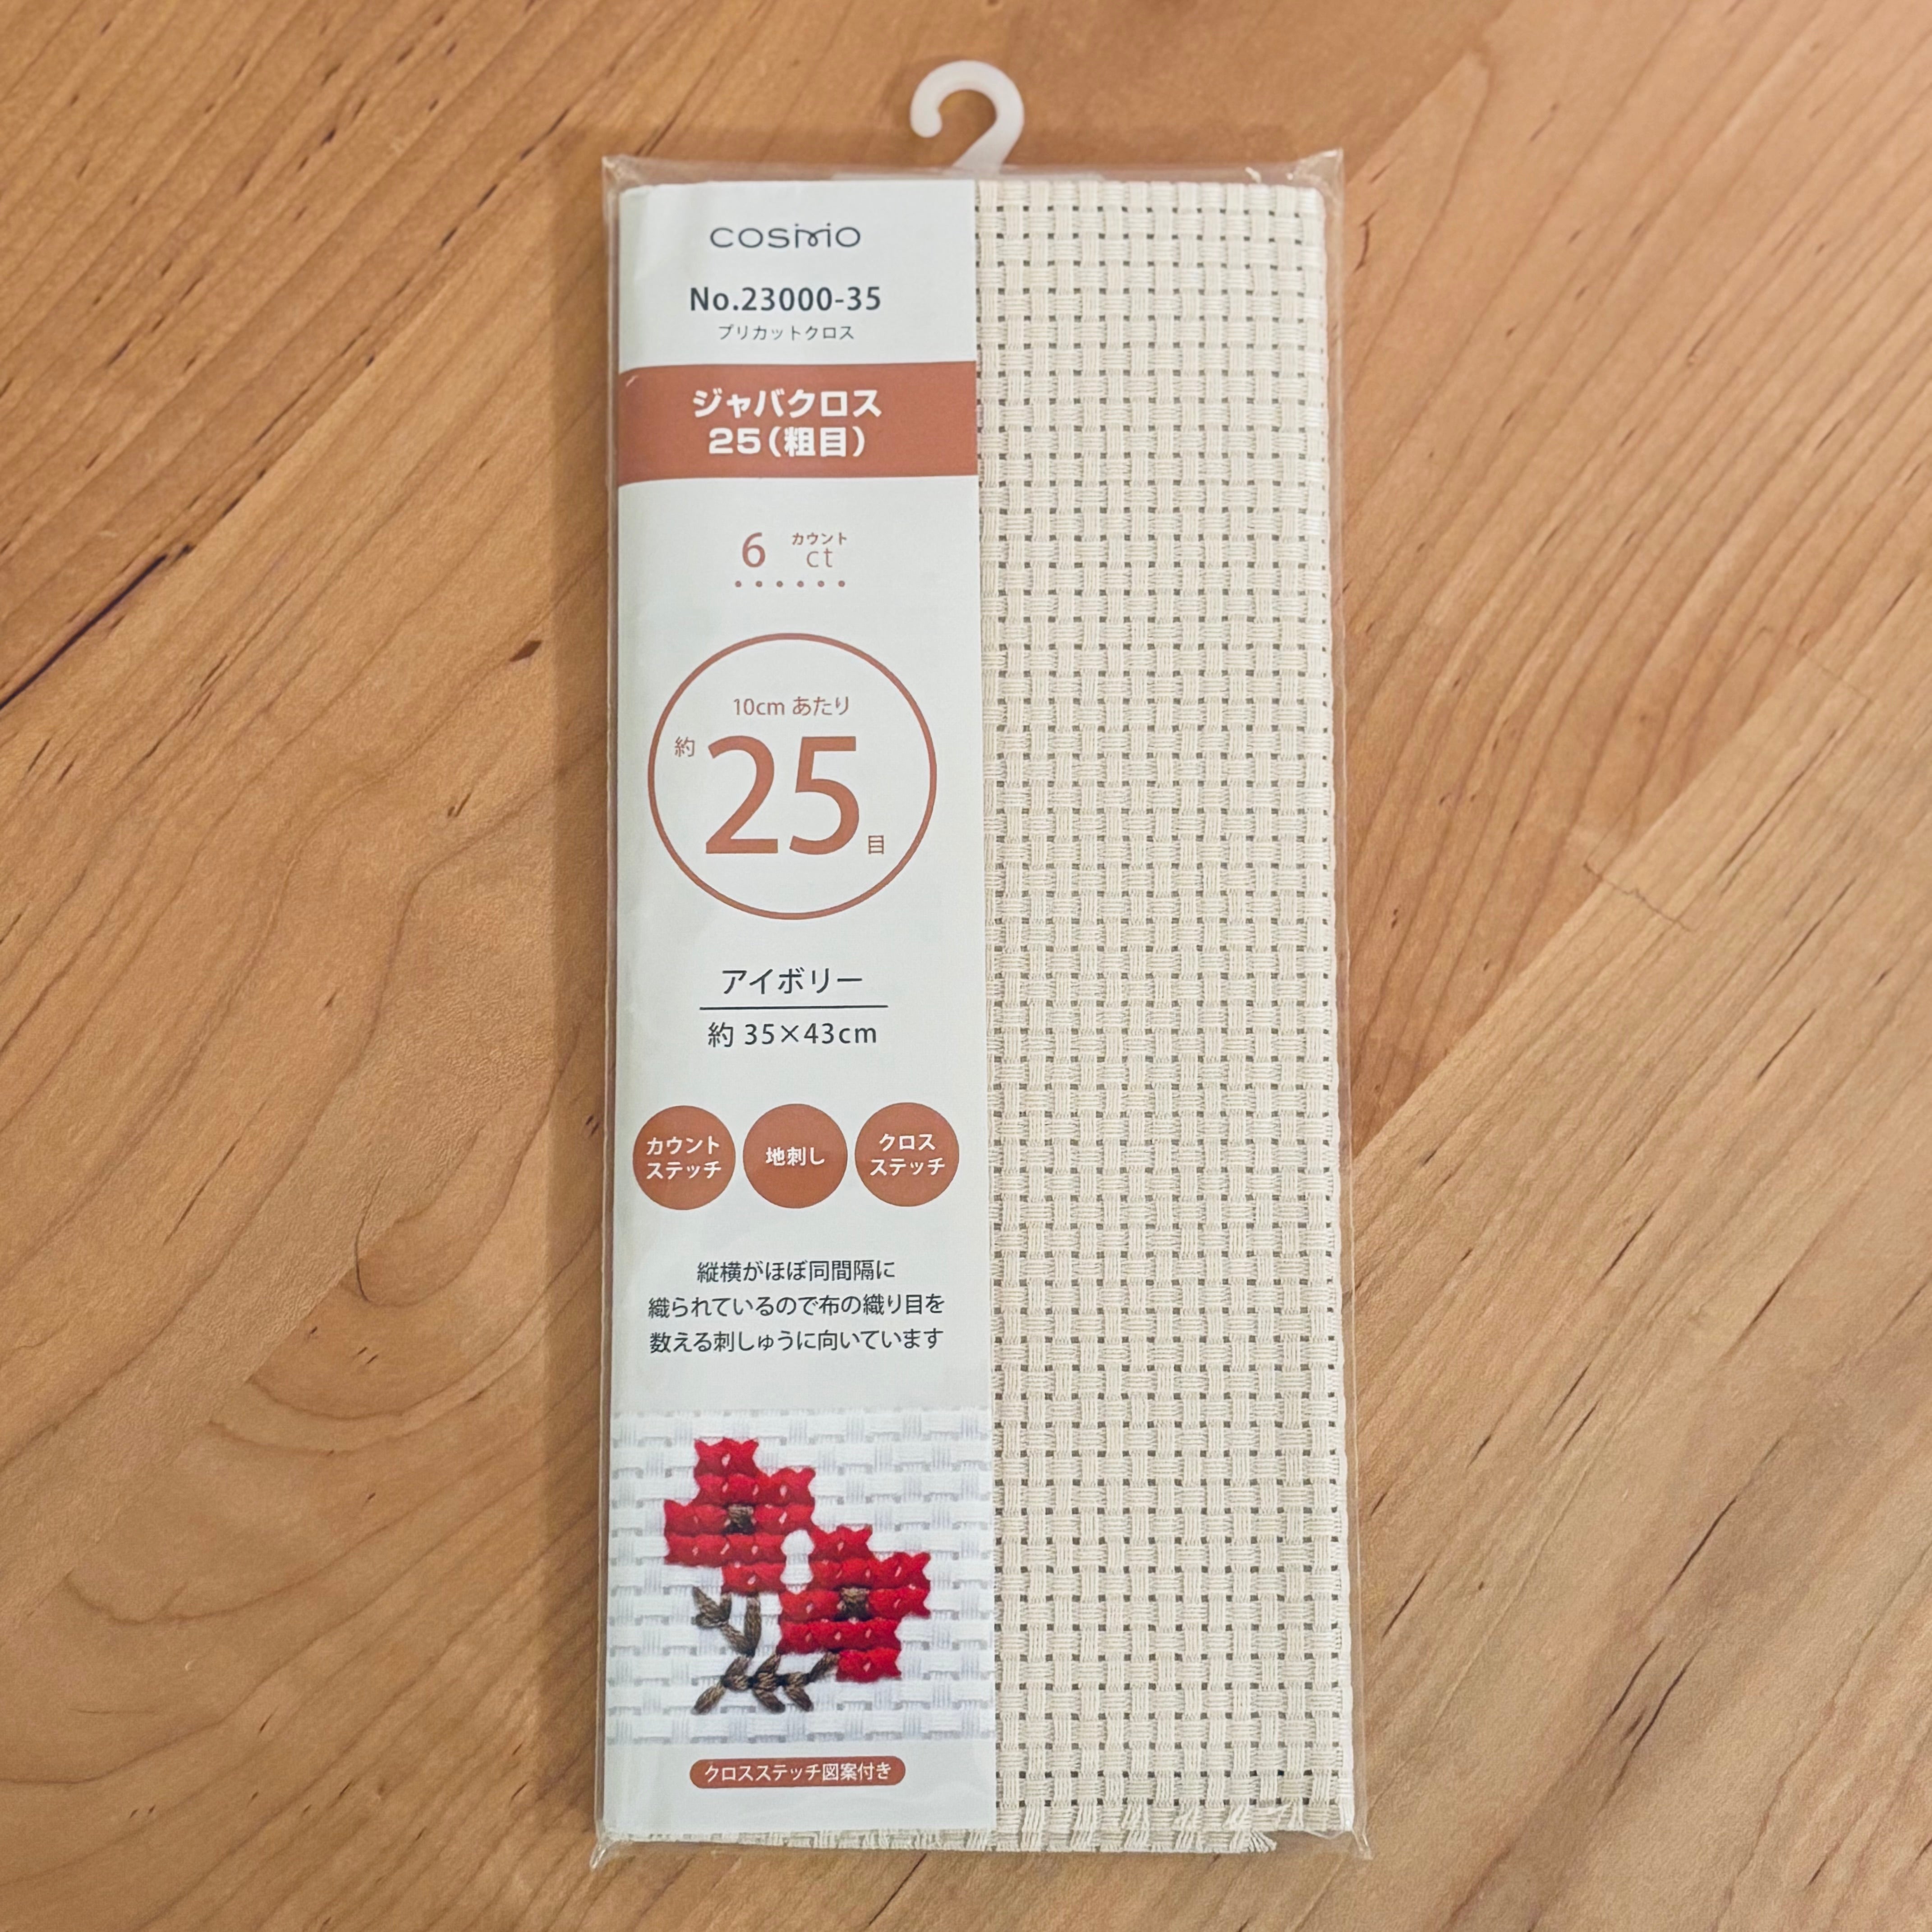 COSMO
No.23000-35
プリカットクロス
ジャバクロス
25(粗目)
カウント
6 ct
10cm あたり
約 25 目
アイボリー
約 35×43cm
カウント
ステッチ
地刺し
クロス
ステッチ
縦横がほぼ同間隔に
織られているので布の織り目を
数える刺しゅうに向いています
クロスステッチ図案付き